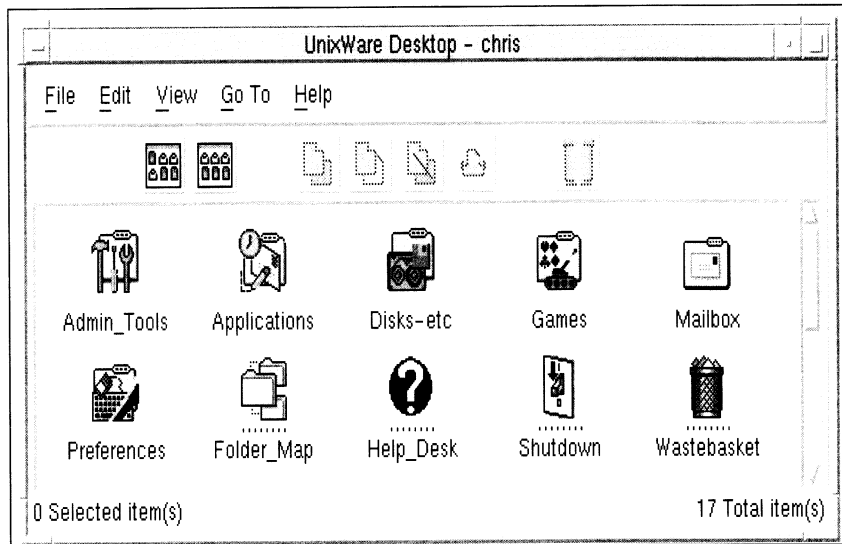 UnixWare Desktop - chris
File Edit View Go To Help
Admin_Tools Applications Disks-etc Games Mailbox
Preferences Folder_Map Help_Desk Shutdown Wastebasket
0 Selected item(s) 17 Total item(s)